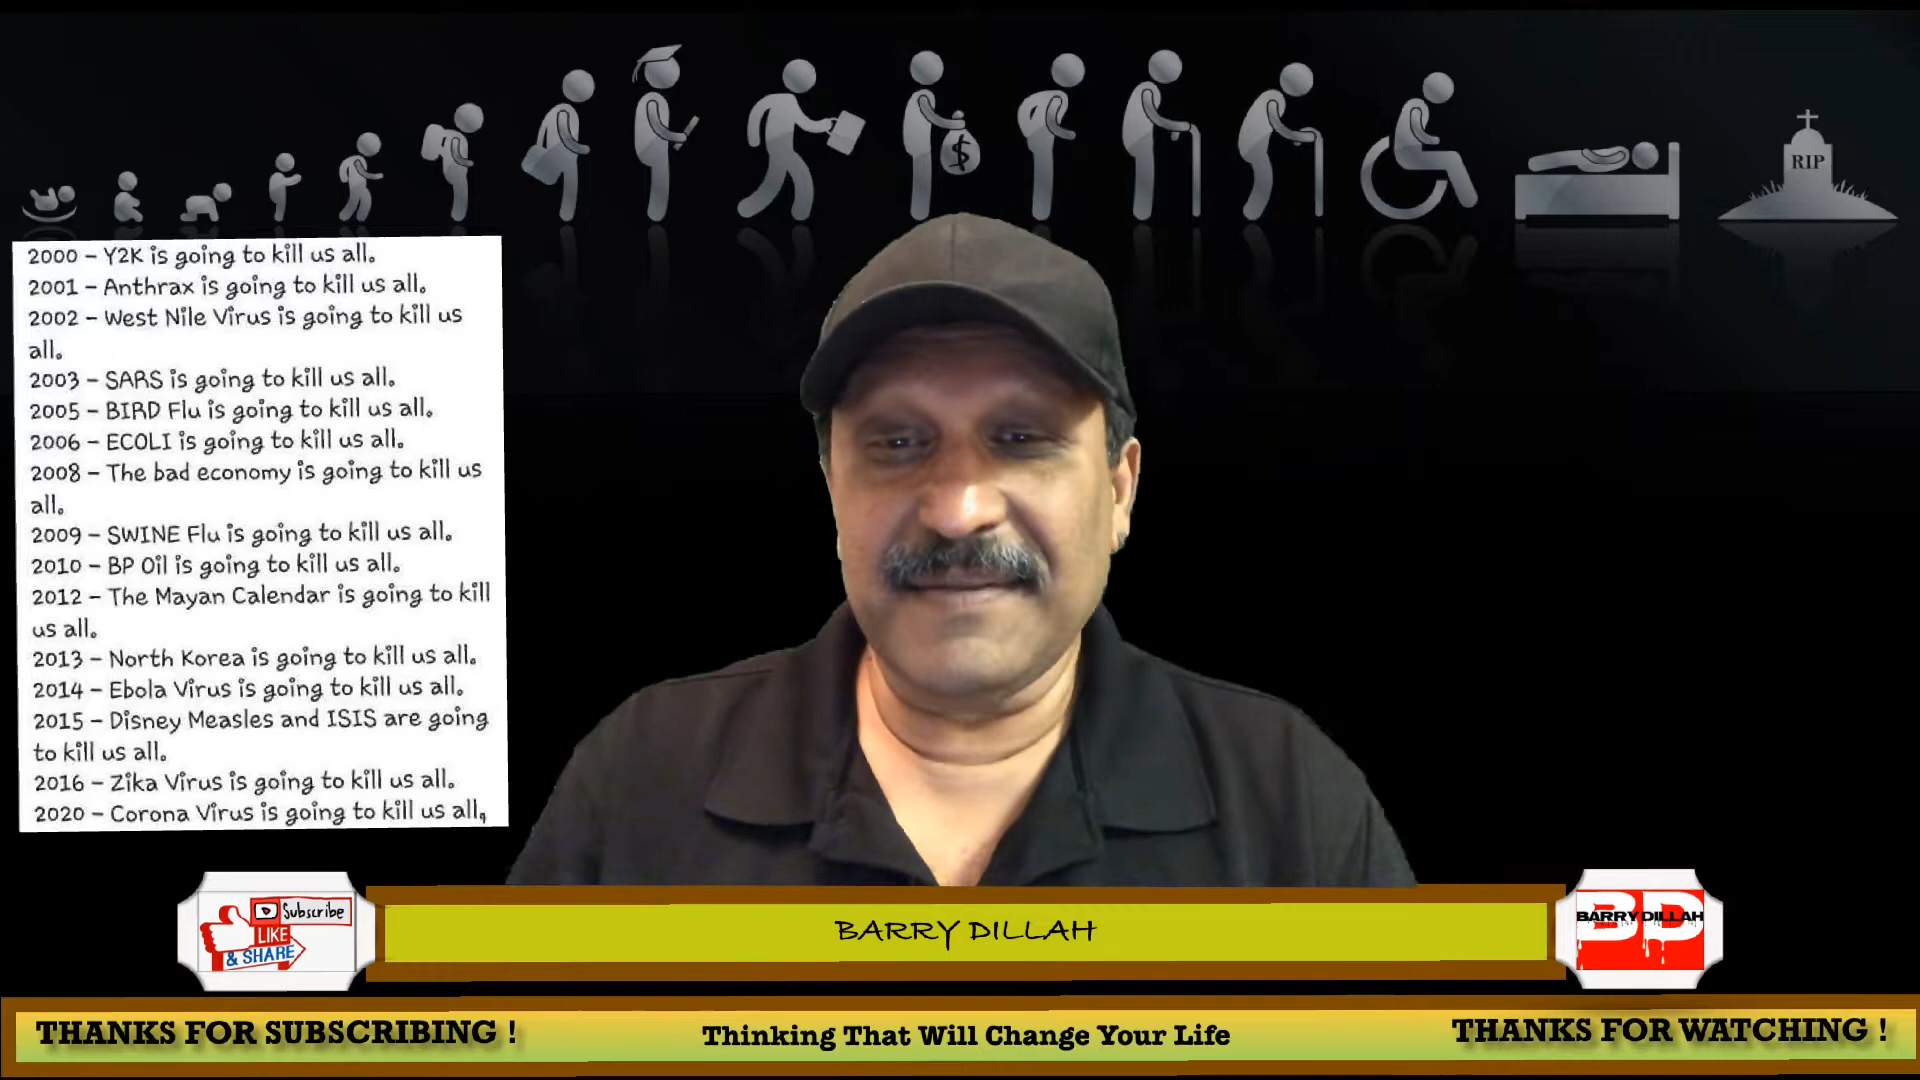 RIP
$
2000 – Y2K is going to kill us all.
2001 – Anthrax is going to kill us all.
2002 – West Nile Virus is going to kill us
all.
2003 – SARS is going to kill us all.
2005 – BIRD Flu is going to kill us all.
2006 – ECOLI is going to kill us all.
2008 – The bad economy is going to kill us
all.
2009 – SWINE Flu is going to kill us all.
2010 – BP Oil is going to kill us all.
2012 – The Mayan Calendar is going to kill
us all.
2013 – North Korea is going to kill us all.
2014 – Ebola Virus is going to kill us all.
2015 – Disney Measles and ISIS are going
to kill us all.
2016 – Zika Virus is going to kill us all.
2020 – Corona Virus is going to kill us all,
Subscribe
LIKE
& SHARE
BARRY DILLAH
BD
BARRY DILLAH
THANKS FOR SUBSCRIBING !
Thinking That Will Change Your Life
THANKS FOR WATCHING !